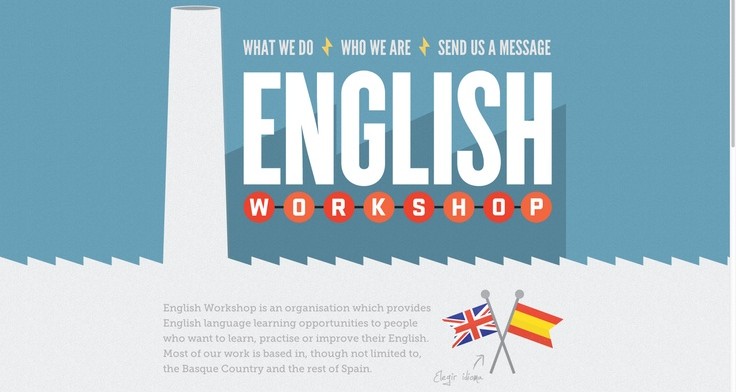 WHAT WE DO WHO WE ARE SEND US A MESSAGE
ENGLISH
WORKSHOP
English Workshop is an organisation which provides
English language learning opportunities to people
who want to learn, practise or improve their English.
Most of our work is based in, though not limited to,
the Basque Country and the rest of Spain.
Elegir idioma